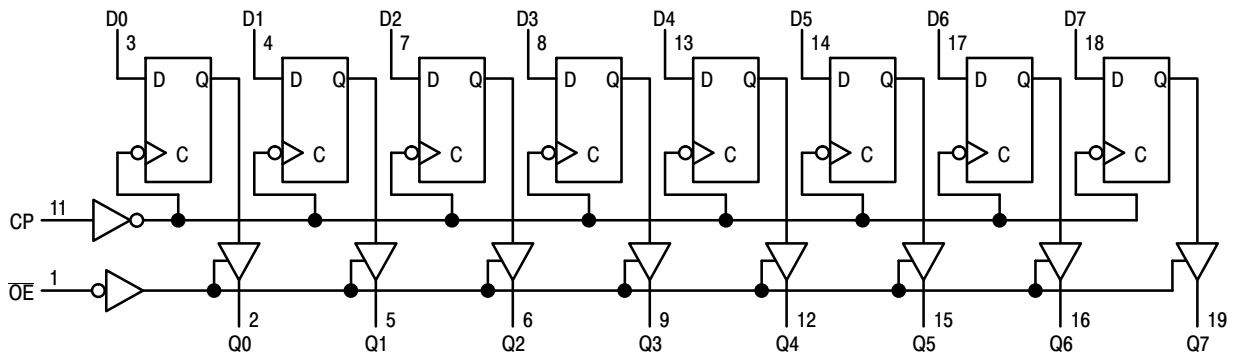 D0 D1 D2 D3 D4 D5 D6 D7
3 4 7 8 13 14 17 18
D Q D Q D Q D Q D Q D Q D Q D Q
C C C C C C C C
CP 11
OE 1
2 5 6 9 12 15 16 19
Q0 Q1 Q2 Q3 Q4 Q5 Q6 Q7